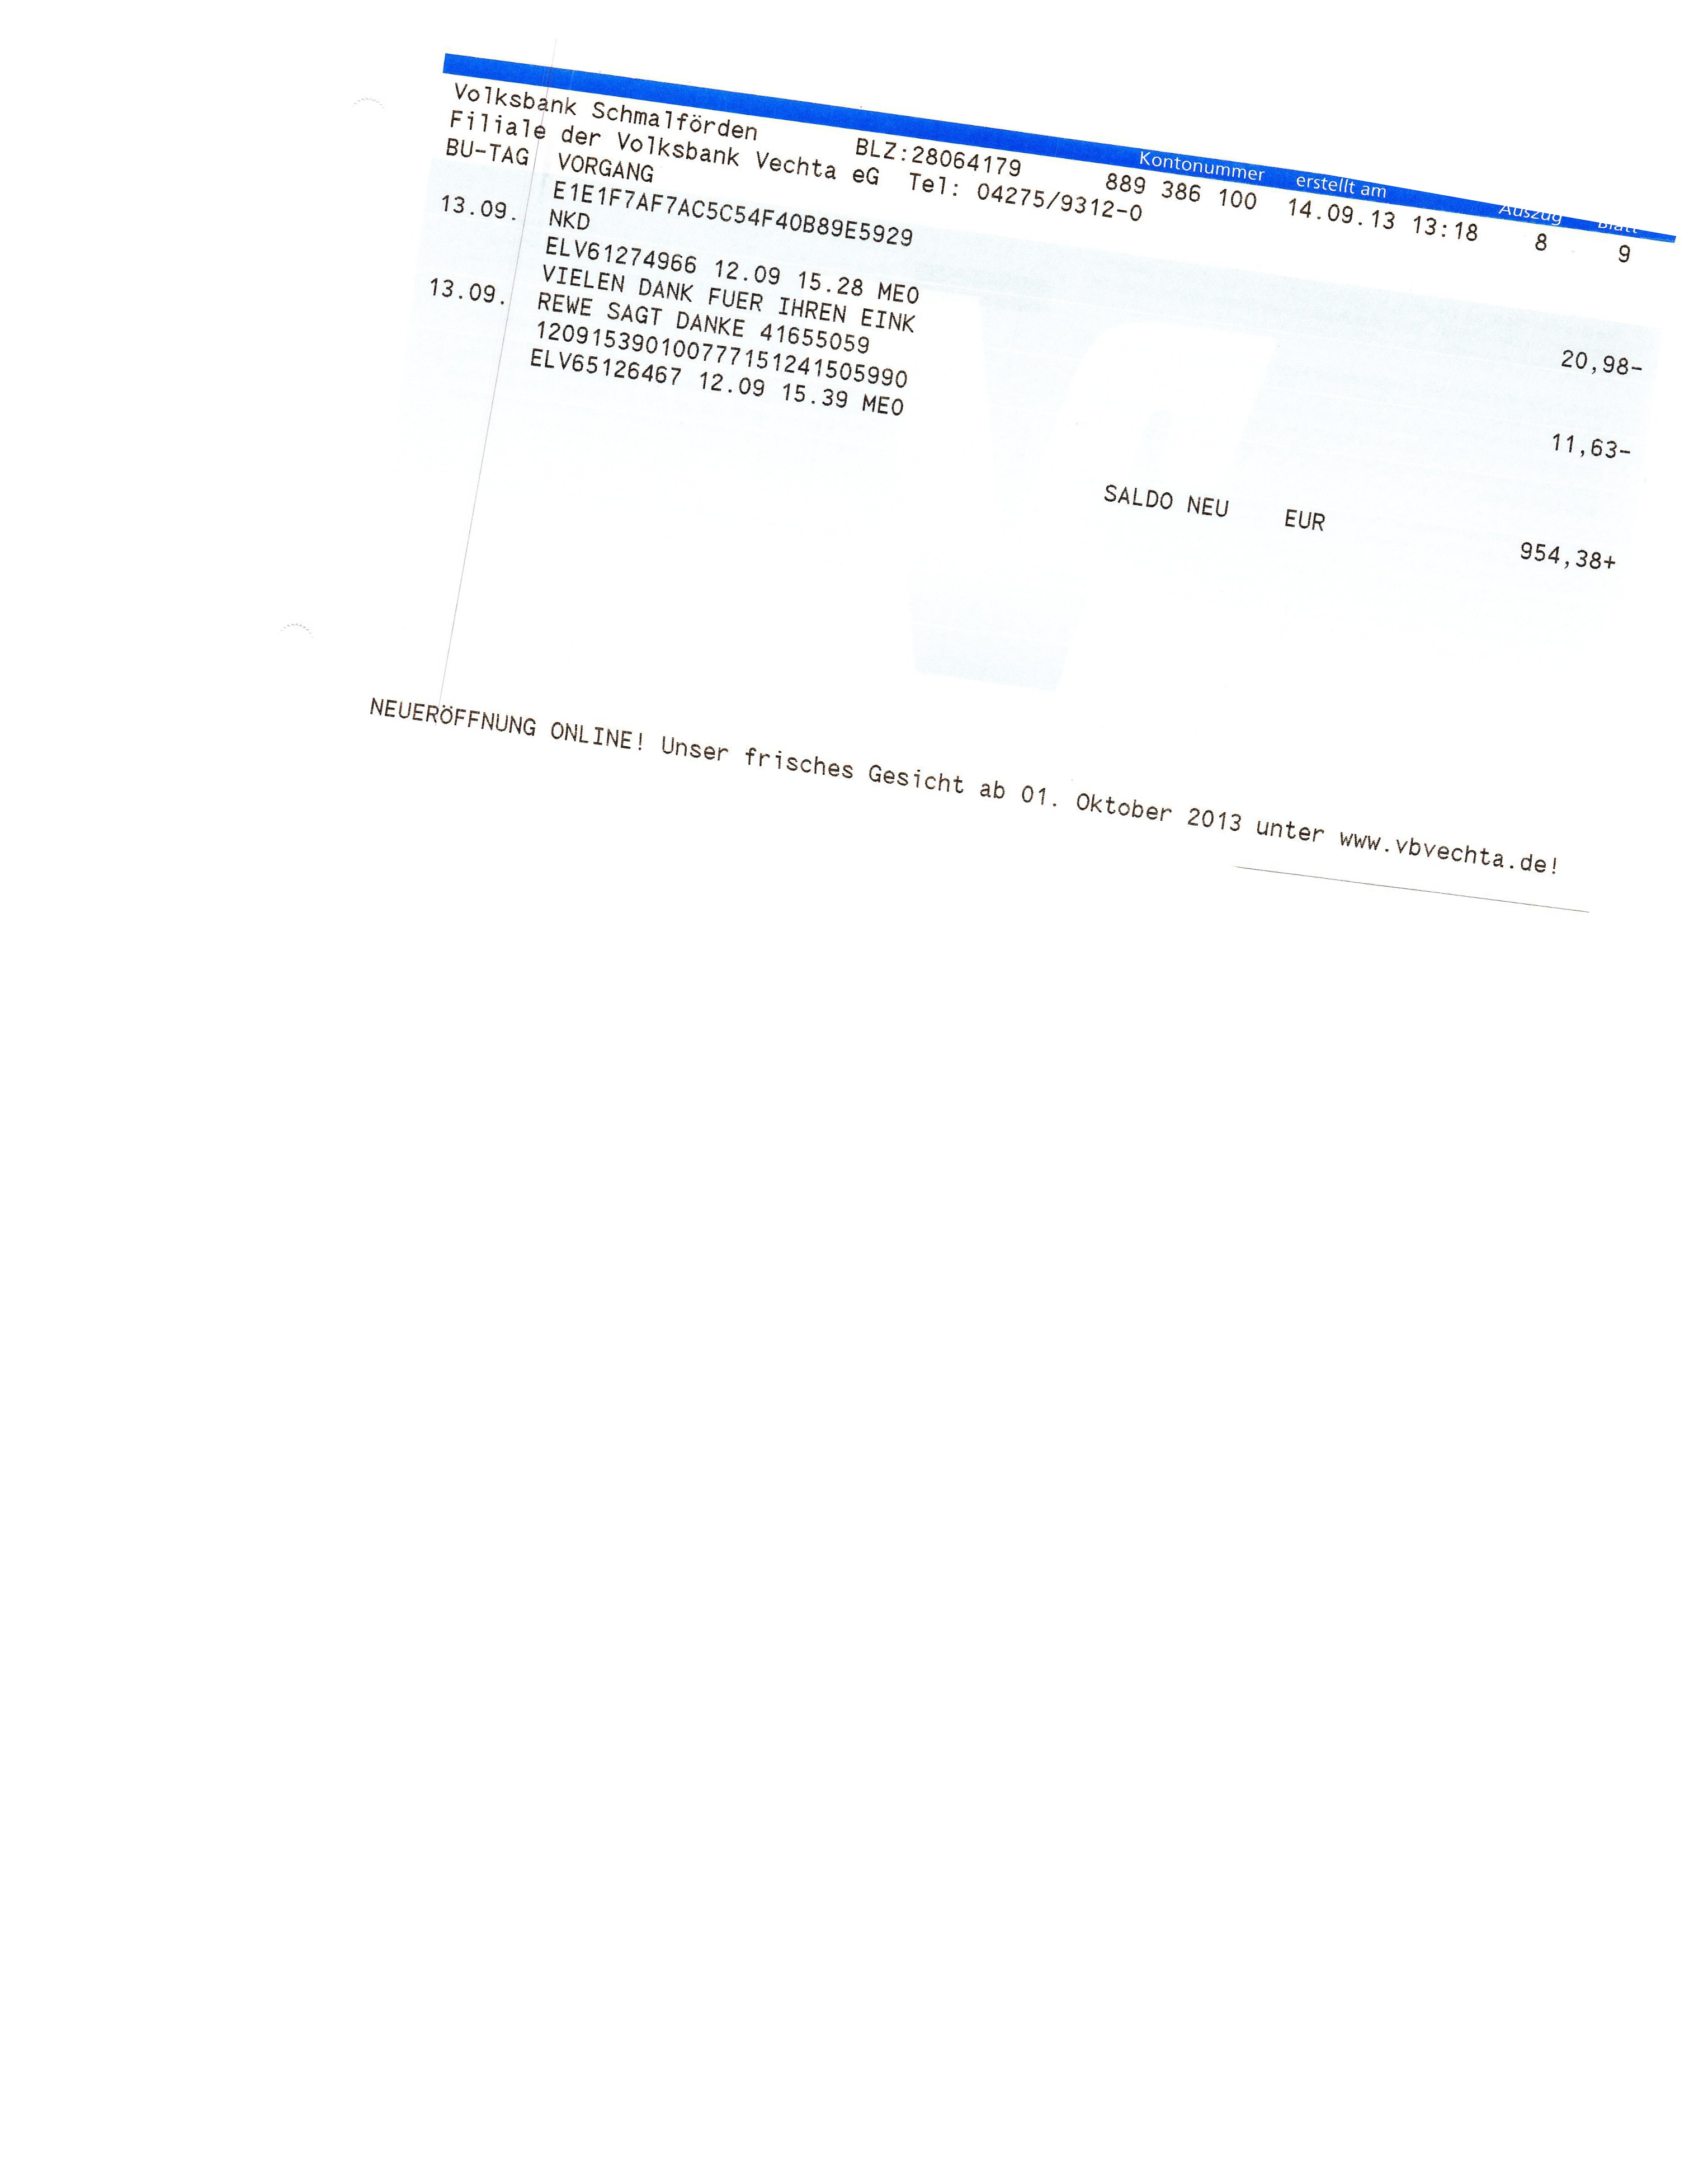 Kontonummer erstellt am Auszug Blatt
Volksbank Schmalförden BLZ:28064179 889 386 100 14.09.13 13:18 8 9
Filiale der Volksbank Vechta eG Tel: 04275/9312-0
BU-TAG VORGANG
E1E1F7AF7AC5C54F40B89E5929
13.09. NKD 20,98-
ELV61274966 12.09 15.28 ME0
VIELEN DANK FUER IHREN EINK
13.09. REWE SAGT DANKE 41655059 11,63-
120915390100777151241505990
ELV65126467 12.09 15.39 ME0
SALDO NEU EUR 954,38+
NEUERÖFFNUNG ONLINE! Unser frisches Gesicht ab 01. Oktober 2013 unter www.vbvechta.de!